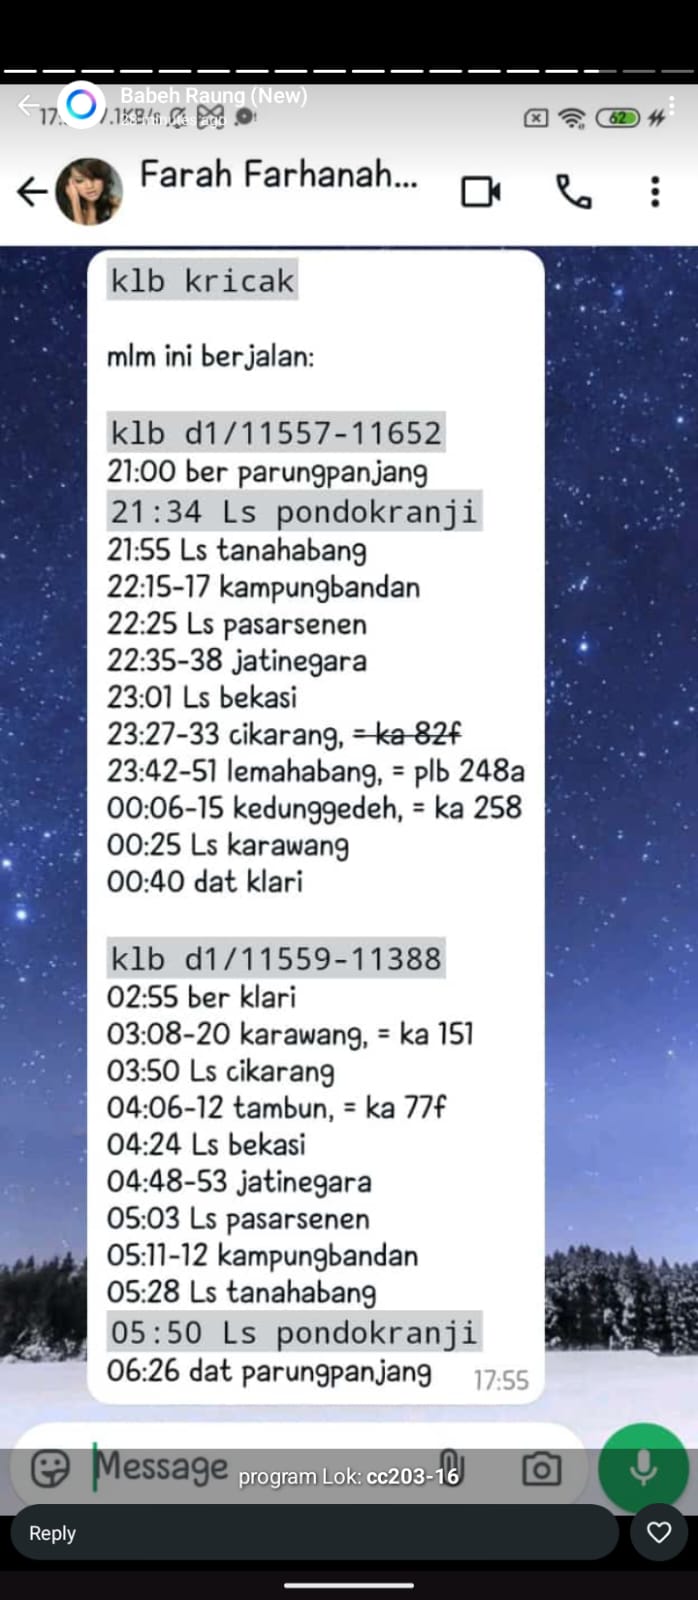 Babeh Raung (New)
28 minutes ago
62
Farah Farhanah...
klb kricak
mlm ini berjalan:
klb d1/11557-11652
21:00 ber parungpanjang
21:34 Ls pondokranji
21:55 Ls tanahabang
22:15-17 kampungbandan
22:25 Ls pasarsenen
22:35-38 jatinegara
23:01 Ls bekasi
23:27-33 cikarang, = ka 82f
23:42-51 lemahabang, = plb 248a
00:06-15 kedunggedeh, = ka 258
00:25 Ls karawang
00:40 dat klari
klb d1/11559-11388
02:55 ber klari
03:08-20 karawang, = ka 151
03:50 Ls cikarang
04:06-12 tambun, = ka 77f
04:24 Ls bekasi
04:48-53 jatinegara
05:03 Ls pasarsenen
05:11-12 kampungbandan
05:28 Ls tanahabang
05:50 Ls pondokranji
06:26 dat parungpanjang
17:55
Message
program Lok: cc203-16
Reply